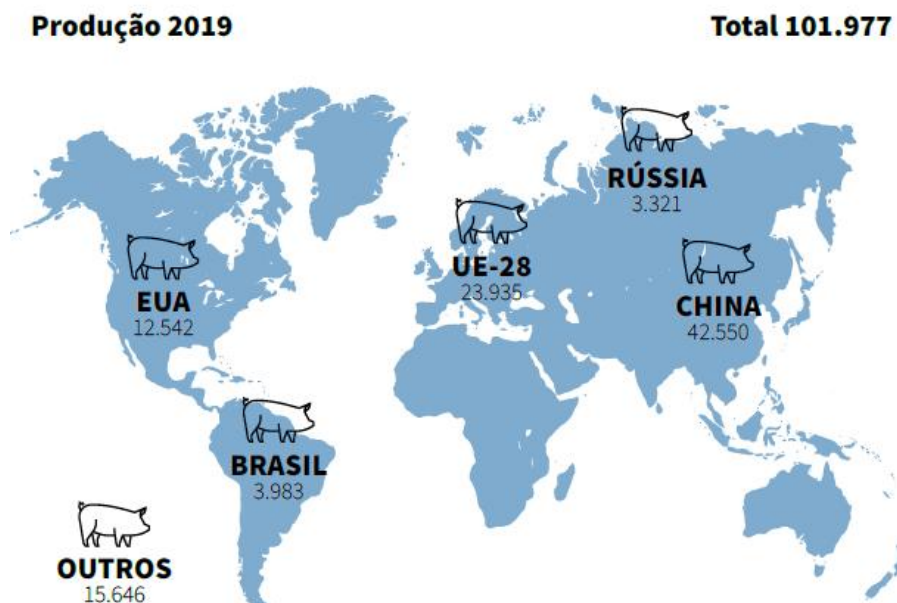 Produção 2019
Total 101.977
RÚSSIA
3.321
UE-28
23.935
EUA
12.542
CHINA
42.550
BRASIL
3.983
OUTROS
15.646